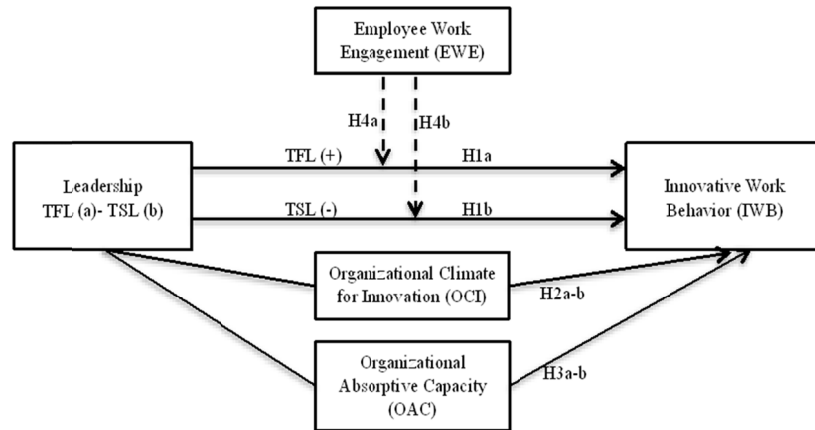 Employee Work
Engagement (EWE)
H4a
H4b
TFL (+)
H1a
Leadership
TFL (a)- TSL (b)
Innovative Work
Behavior (IWB)
TSL (-)
H1b
Organizational Climate
for Innovation (OCI)
H2a-b
Organizational
Absorptive Capacity
(OAC)
H3a-b